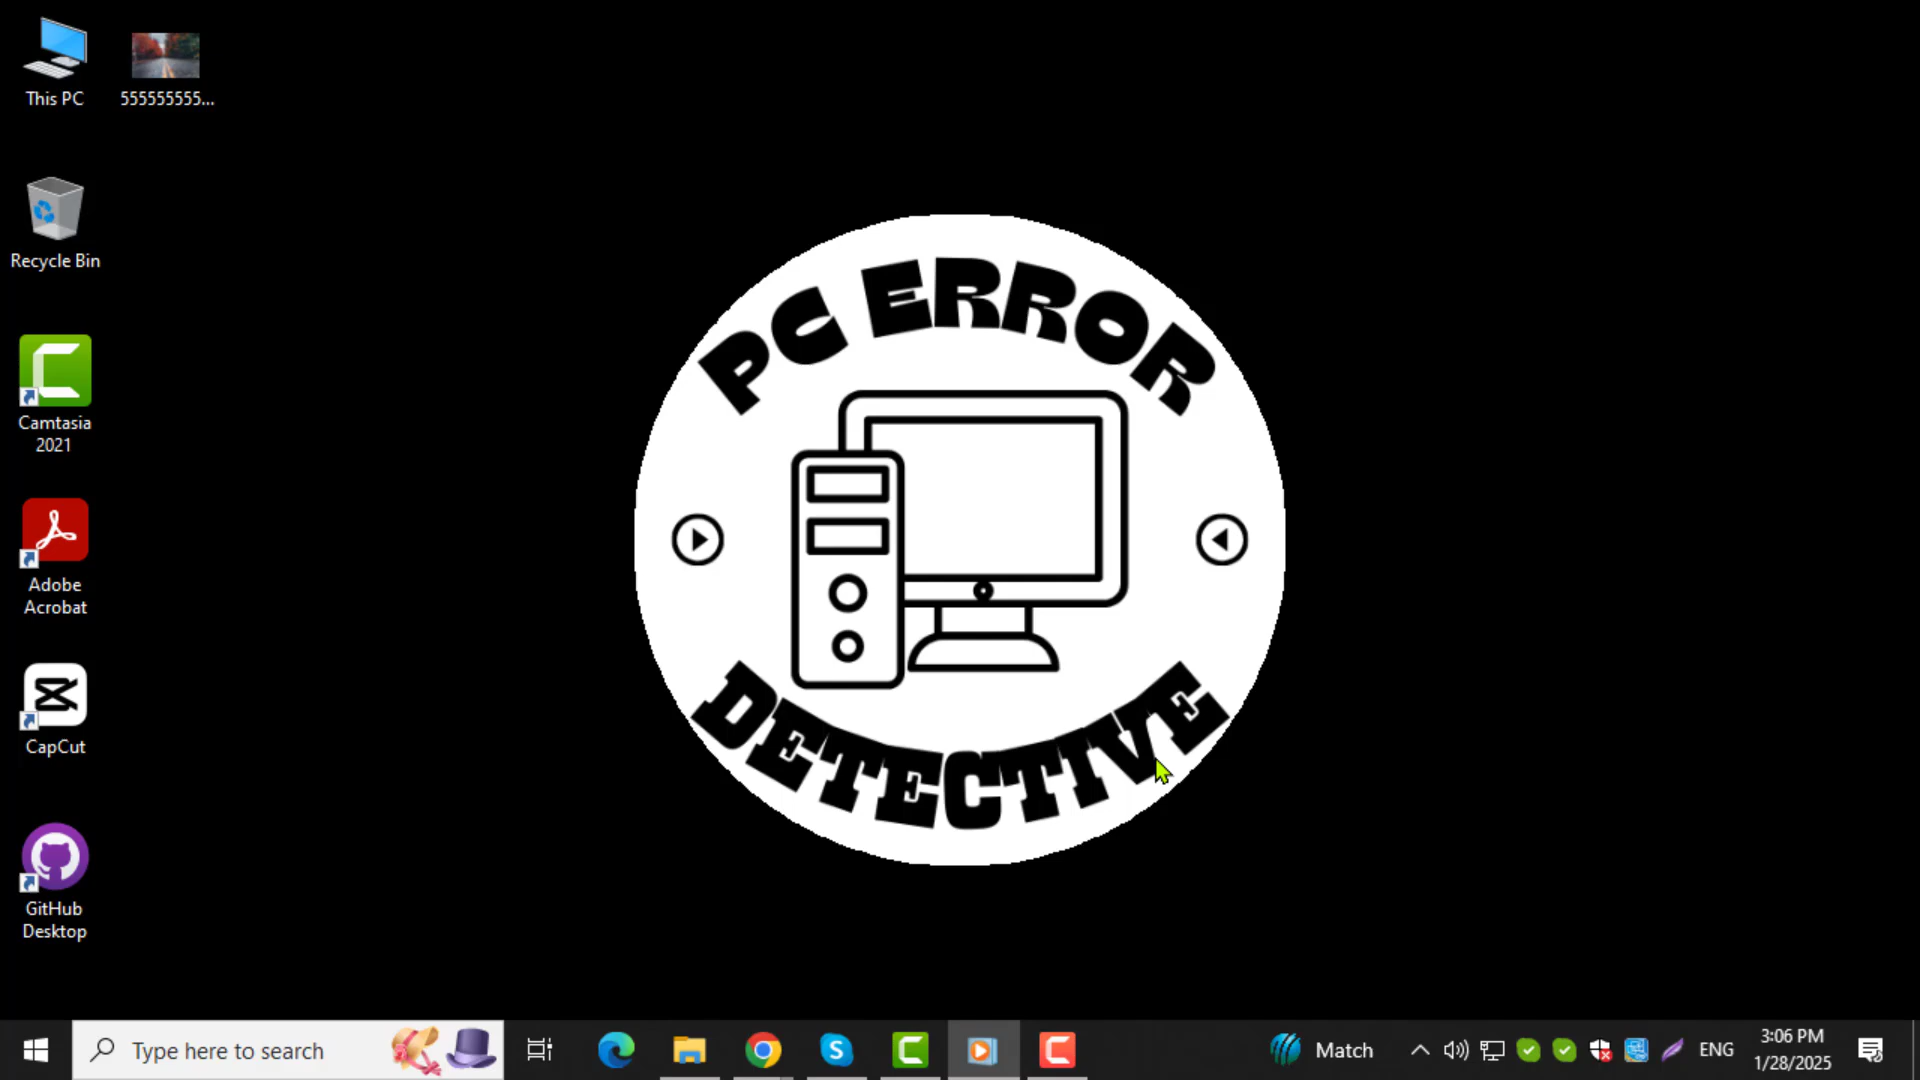 This PC
555555555...
Recycle Bin
Camtasia
2021
Adobe
Acrobat
CapCut
GitHub
Desktop
PC ERROR
DETECTIVE
Type here to search
Match
ENG
3:06 PM
1/28/2025